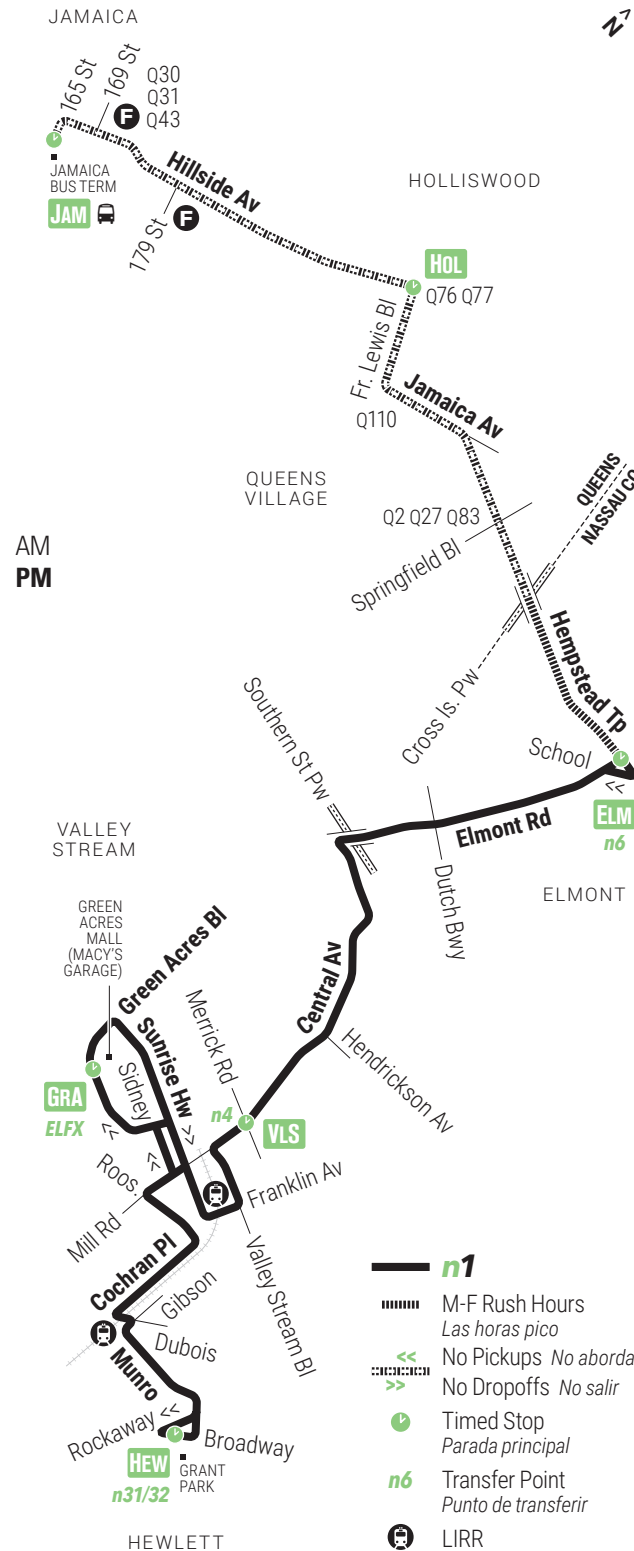 JAMAICA
N
165 St
169 St
Q30
Q31
Q43
F
JAMAICA
BUS TERM
JAM
Hillside Av
179 St
F
HOLLISWOOD
HOL
Q76 Q77
Fr. Lewis Bl
Jamaica Av
Q110
QUEENS
VILLAGE
Q2 Q27 Q83
Springfield Bl
QUEENS
NASSAU CO
AM
PM
Cross Is. Pw
Hempstead Tp
Southern St Pw
School
ELM
n6
Elmont Rd
ELMONT
Dutch Bwy
VALLEY
STREAM
GREEN
ACRES
MALL
(MACY'S
GARAGE)
Green Acres Bl
Sunrise Hw
Sidney
Merrick Rd
Central Av
Hendrickson Av
GRA
ELFX
n4
VLS
Roos.
Mill Rd
Franklin Av
Valley Stream Bl
Cochran Pl
Gibson
Dubois
Munro
Rockaway
Broadway
HEW
n31/32
GRANT
PARK
HEWLETT
n1
M-F Rush Hours
Las horas pico
<< No Pickups No aborda
>> No Dropoffs No salir
Timed Stop
Parada principal
n6 Transfer Point
Punto de transferir
LIRR